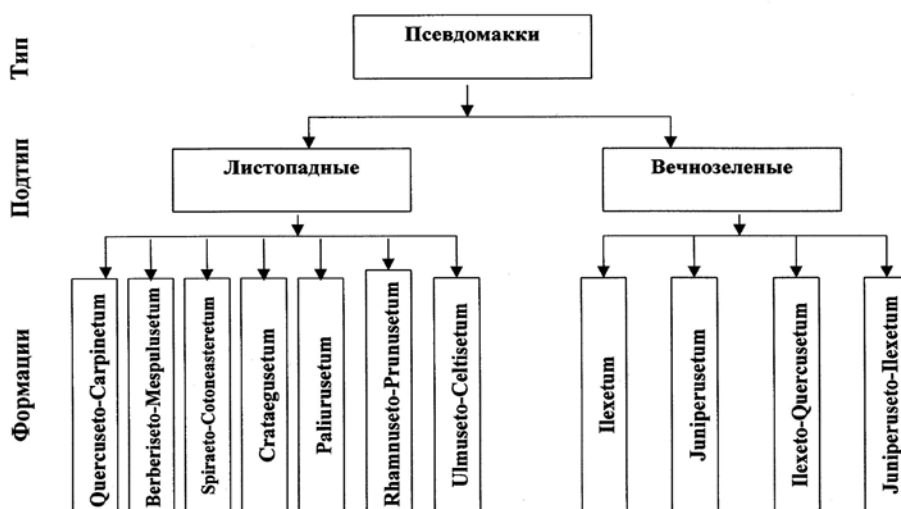 Тип
Псевдомакки
Подтип
Листопадные
Вечнозеленые
Формации
Quercuseto-Carpinetum
Berberiseto-Mespulusetum
Spiraeto-Cotoneasteretum
Crataegusetum
Paliurusetum
Rhamnuseto-Prunusetum
Ulmuseto-Celtisetum
Ilexetum
Juniperusetum
Ilexeto-Quercusetum
Juniperuseto-Ilexetum